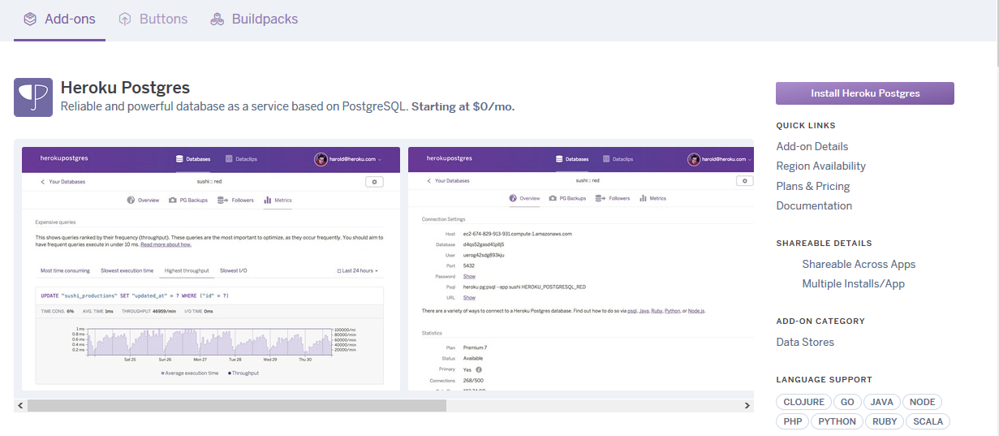 Add-ons Buttons Buildpacks
Heroku Postgres
Reliable and powerful database as a service based on PostgreSQL. Starting at $0/mo.
herokupostgres Databases Dataclips harold@heroku.com
Your Databases sushi :: red
Overview PG Backups Followers Metrics
Expensive queries
This shows queries ranked by their frequency (throughput). These queries are the most important to optimize, as they occur frequently. You should aim to
have frequent queries execute in under 10 ms. Read more about how.
Most time consuming Slowest execution time Highest throughput Slowest I/O Last 24 hours
UPDATE "sushi_productions" SET "updated_at" = ? WHERE ("id" = ?)
TIME CONS. 6% AVG. TIME 1ms THROUGHPUT 46959/min I/O TIME 0ms
1 ms 100000/mi
0.8 ms 80000/min
0.6 ms 60000/min
0.4 ms 40000/min
0.2 ms 20000/min
Sat 25 Sun 26 Mon 27 Tue 28 Wed 29 Thu 30
Average execution time Throughput
herokupostgres Databases Dataclips harold@heroku.com
Your Databases sushi :: red
Overview PG Backups Followers Metrics
Connection Settings
Host ec2-674-829-913-931.compute-1.amazonaws.com
Database
User uerog42sdg893kju
Port 5432
Password Show
Psql heroku pg:psql --app sushi HEROKU_POSTGRESQL_RED
URL Show
There are a variety of ways to connect to a Heroku Postgres database. Find out how to do so via psql, Java, Ruby, Python, or Node.js.
Statistics
Plan Premium 7
Status Available
Primary Yes
Connections 268/500
Install Heroku Postgres
QUICK LINKS
Add-on Details
Region Availability
Plans & Pricing
Documentation
SHAREABLE DETAILS
Shareable Across Apps
Multiple Installs/App
ADD-ON CATEGORY
Data Stores
LANGUAGE SUPPORT
CLOJURE GO JAVA NODE
PHP PYTHON RUBY SCALA